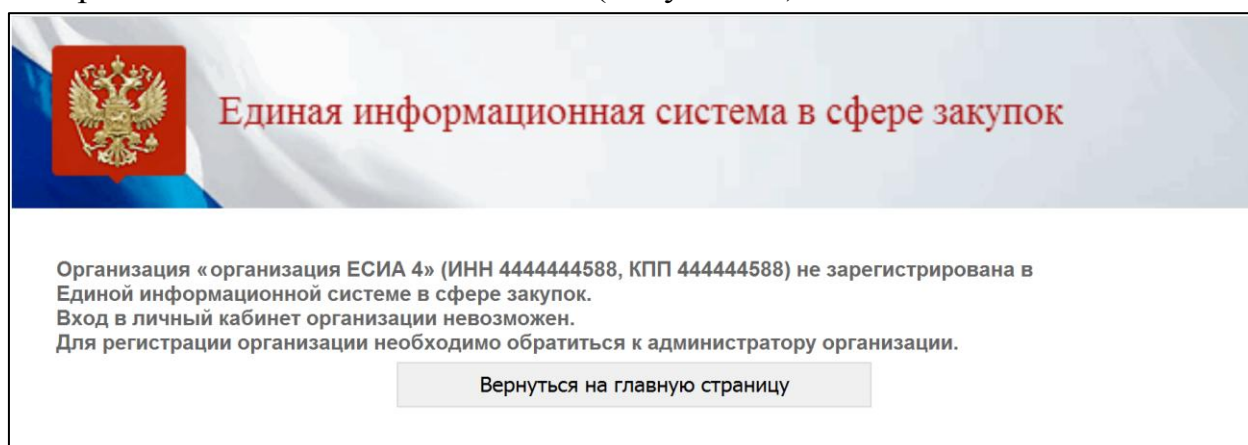 Единая информационная система в сфере закупок
Организация «организация ЕСИА 4» (ИНН 4444444588, КПП 444444588) не зарегистрирована в
Единой информационной системе в сфере закупок.
Вход в личный кабинет организации невозможен.
Для регистрации организации необходимо обратиться к администратору организации.
Вернуться на главную страницу